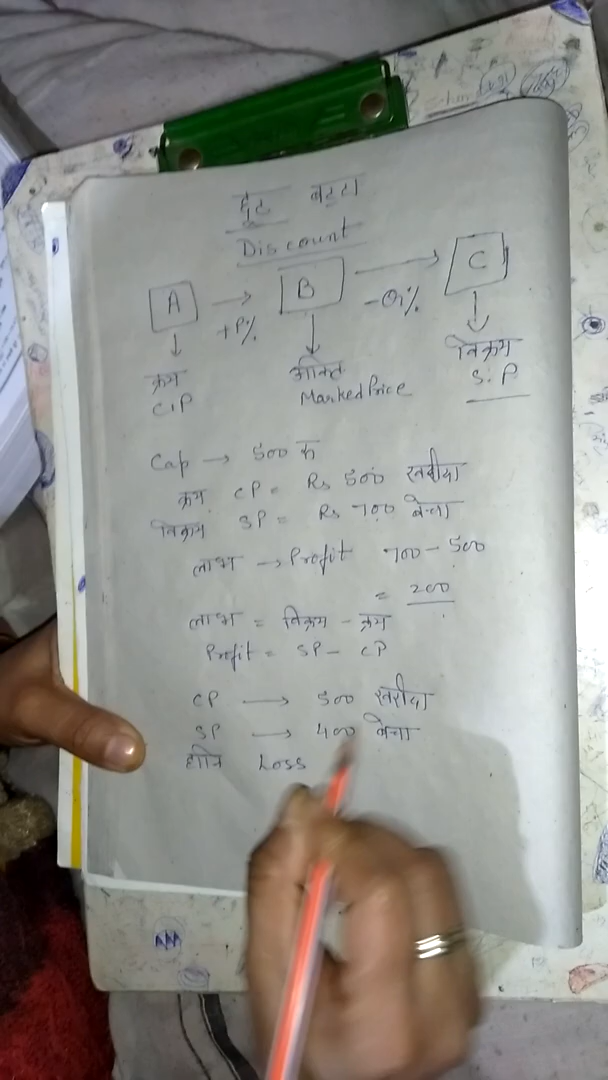 छूट बट्टा
Discount
A → B → C
+P% -D%
क्रय अंकित विक्रय
C.P Marked Price S.P
Cap → 500 रु
क्रय CP = Rs 500 खरीदा
विक्रय SP = Rs 700 बेचा
लाभ → Profit 700 - 500
= 200
लाभ = विक्रय - क्रय
Profit = SP - CP
CP → 500 खरीदा
SP → 400 बेचा
हानि Loss